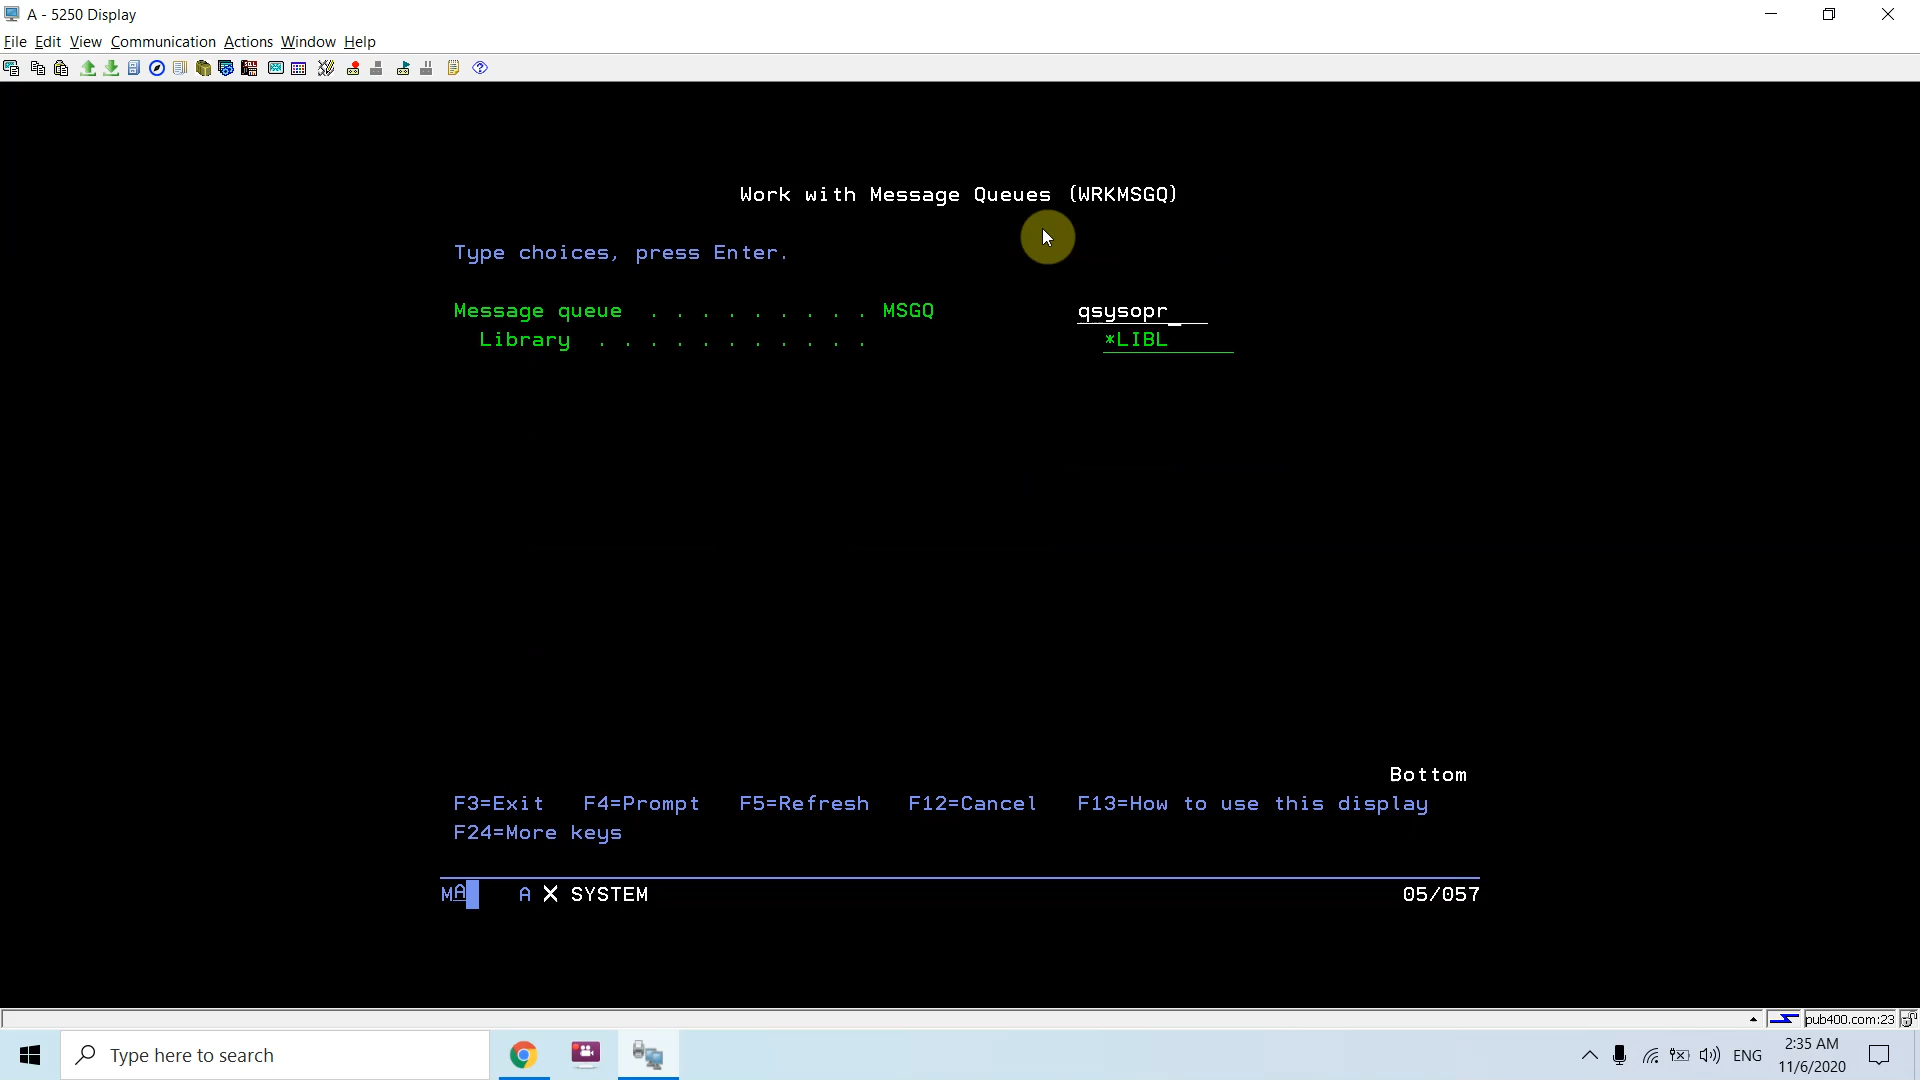 A - 5250 Display
File Edit View Communication Actions Window Help
Work with Message Queues (WRKMSGQ)
Type choices, press Enter.
Message queue . . . . . . . . . MSGQ qsysopr_
Library . . . . . . . . . . . *LIBL
Bottom
F3=Exit F4=Prompt F5=Refresh F12=Cancel F13=How to use this display
F24=More keys
MA A X SYSTEM 05/057
pub400.com:23
Type here to search
ENG
2:35 AM
11/6/2020